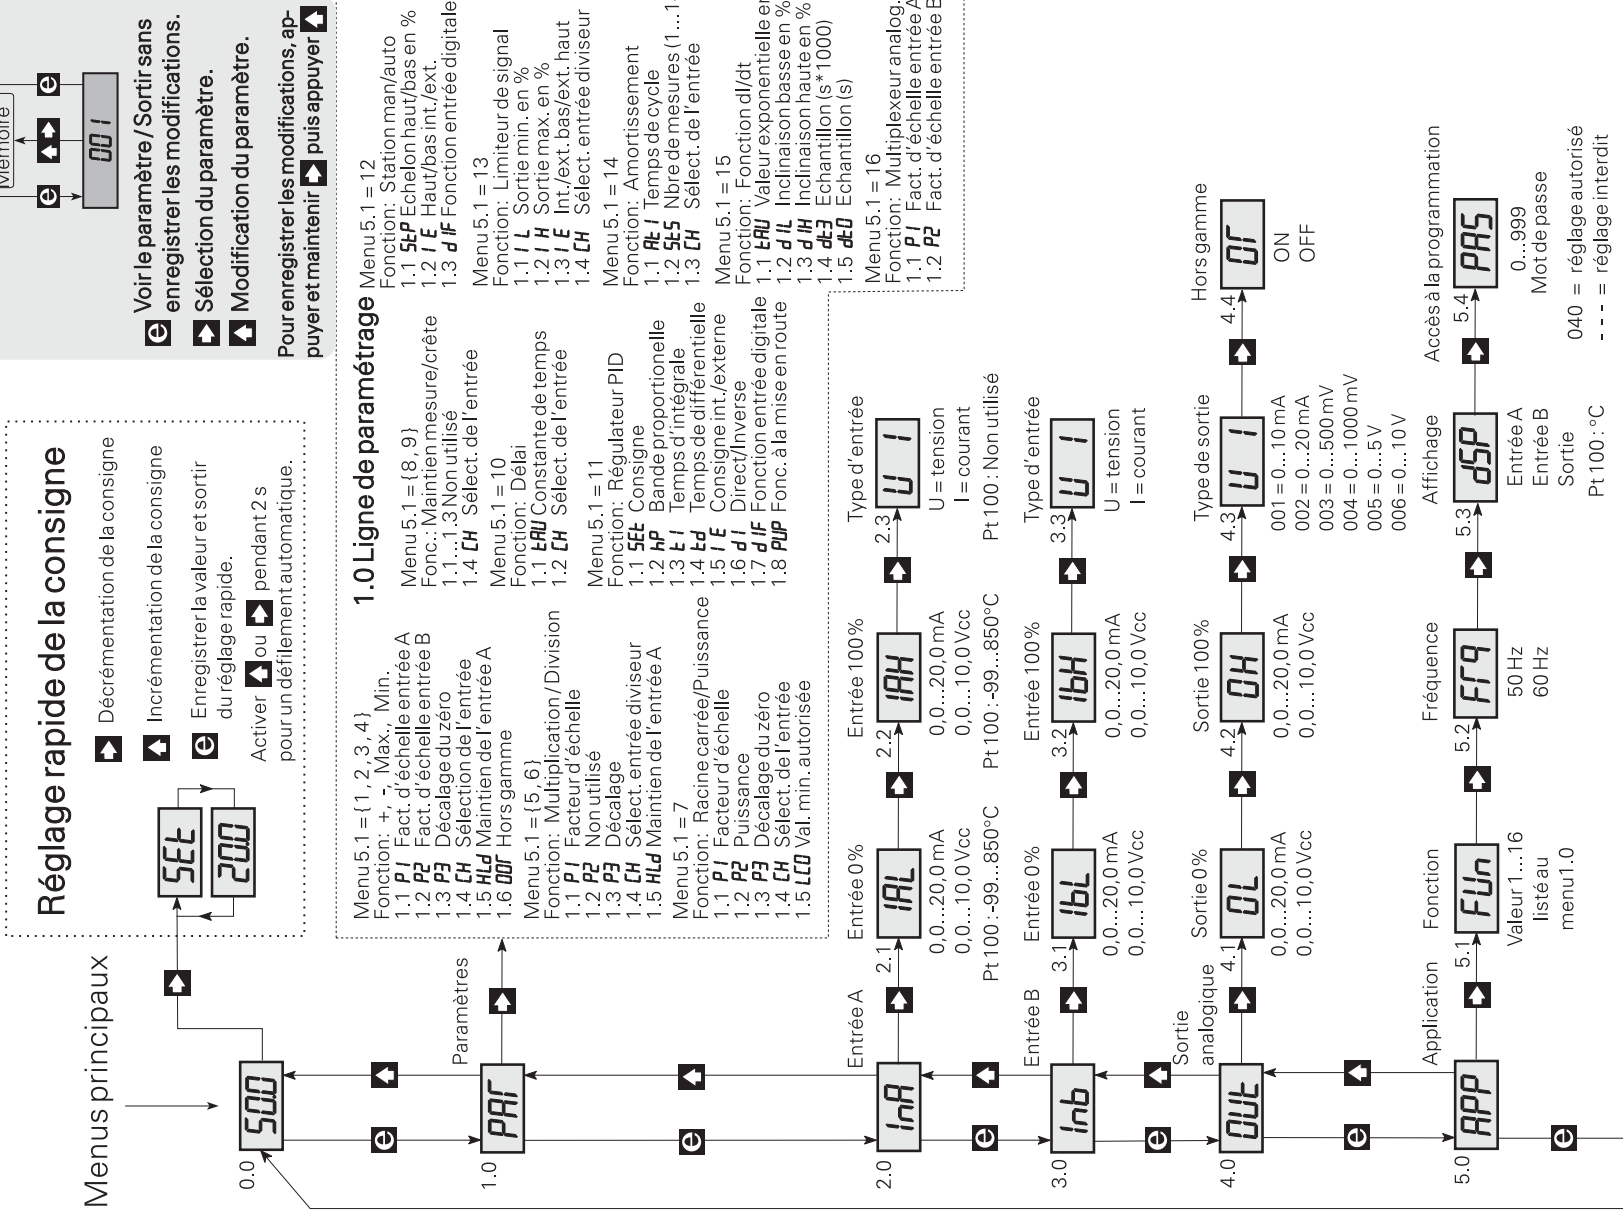 Menus principaux
Réglage rapide de la consigne
SEt
20.0
Décrémentation de la consigne
Incrémentation de la consigne
e Enregistrer la valeur et sortir
du réglage rapide.
Activer ou pendant 2 s
pour un défilement automatique.
Mémoire
e e
001
e Voir le paramètre / Sortir sans
enregistrer les modifications.
Sélection du paramètre.
Modification du paramètre.
Pour enregistrer les modifications, ap-
puyer et maintenir puis appuyer
0.0
50.0
e
1.0
PAr
Paramètres
1.0 Ligne de paramétrage
Menu 5.1 = {1, 2, 3, 4}
Fonction: +, -, Max., Min.
1.1 P1 Fact. d'échelle entrée A
1.2 P2 Fact. d'échelle entrée B
1.3 P3 Décalage du zéro
1.4 CH Sélection de l'entrée
1.5 HLd Maintien de l'entrée A
1.6 OOr Hors gamme
Menu 5.1 = {5, 6}
Fonction: Multiplication / Division
1.1 P1 Facteur d'échelle
1.2 P2 Non utilisé
1.3 P3 Décalage
1.4 CH Sélect. entrée diviseur
1.5 HLd Maintien de l'entrée A
Menu 5.1 = 7
Fonction: Racine carrée/Puissance
1.1 P1 Facteur d'échelle
1.2 P2 Puissance
1.3 P3 Décalage du zéro
1.4 CH Sélect. de l'entrée
1.5 LCO Val. min. autorisée
Menu 5.1 = {8, 9}
Fonc.: Maintien mesure/crête
1.1...1.3 Non utilisé
1.4 CH Sélect. de l'entrée
Menu 5.1 = 10
Fonction: Délai
1.1 tAU Constante de temps
1.2 CH Sélect. de l'entrée
Menu 5.1 = 11
Fonction: Régulateur PID
1.1 SEt Consigne
1.2 hP Bande proportionelle
1.3 t I Temps d'intégrale
1.4 td Temps de différentielle
1.5 I E Consigne int./externe
1.6 d I Direct/Inverse
1.7 d IF Fonction entrée digitale
1.8 PUP Fonc. à la mise en route
Menu 5.1 = 12
Fonction: Station man/auto
1.1 StP Echelon haut/bas en %
1.2 I E Haut/bas int./ext.
1.3 d IF Fonction entrée digitale
Menu 5.1 = 13
Fonction: Limiteur de signal
1.1 I L Sortie min. en %
1.2 I H Sortie max. en %
1.3 I E Int./ext. bas/ext. haut
1.4 CH Sélect. entrée diviseur
Menu 5.1 = 14
Fonction: Amortissement
1.1 At I Temps de cycle
1.2 SES Nbre de mesures (1...1
1.3 CH Sélect. de l'entrée
Menu 5.1 = 15
Fonction: Fonction dI/dt
1.1 tAU Valeur exponentielle en
1.2 d IL Inclinaison basse en %
1.3 d IH Inclinaison haute en %
1.4 dt3 Echantillon (s*1000)
1.5 dt0 Echantillon (s)
Menu 5.1 = 16
Fonction: Multiplexeur analog.
1.1 P1 Fact. d'échelle entrée A
1.2 P2 Fact. d'échelle entrée B
e
2.0
InA
Entrée A
2.1
Entrée 0%
IAL
0,0...20,0 mA
0,0...10,0 Vcc
Pt 100 : -99...850°C
2.2
Entrée 100%
IAH
0,0...20,0 mA
0,0...10,0 Vcc
Pt 100 : -99...850°C
2.3
Type d'entrée
U I
U = tension
I = courant
Pt 100 : Non utilisé
e
3.0
Inb
Entrée B
3.1
Entrée 0%
IbL
0,0...20,0 mA
0,0...10,0 Vcc
3.2
Entrée 100%
IbH
0,0...20,0 mA
0,0...10,0 Vcc
3.3
Type d'entrée
U I
U = tension
I = courant
e
4.0
OUt
Sortie
analogique
4.1
Sortie 0%
OL
0,0...20,0 mA
0,0...10,0 Vcc
4.2
Sortie 100%
OH
0,0...20,0 mA
0,0...10,0 Vcc
4.3
Type de sortie
U I
001 = 0...10 mA
002 = 0...20 mA
003 = 0...500 mV
004 = 0...1000 mV
005 = 0...5 V
006 = 0...10 V
4.4
Hors gamme
Or
ON
OFF
e
5.0
APP
Application
5.1
Fonction
FUn
Valeur 1...16
listé au
menu 1.0
5.2
Fréquence
Frq
50 Hz
60 Hz
5.3
Affichage
dSP
Entrée A
Entrée B
Sortie
Pt 100 : °C
5.4
Accès à la programmation
PAS
0...999
Mot de passe
040 = réglage autorisé
- - - = réglage interdit
e